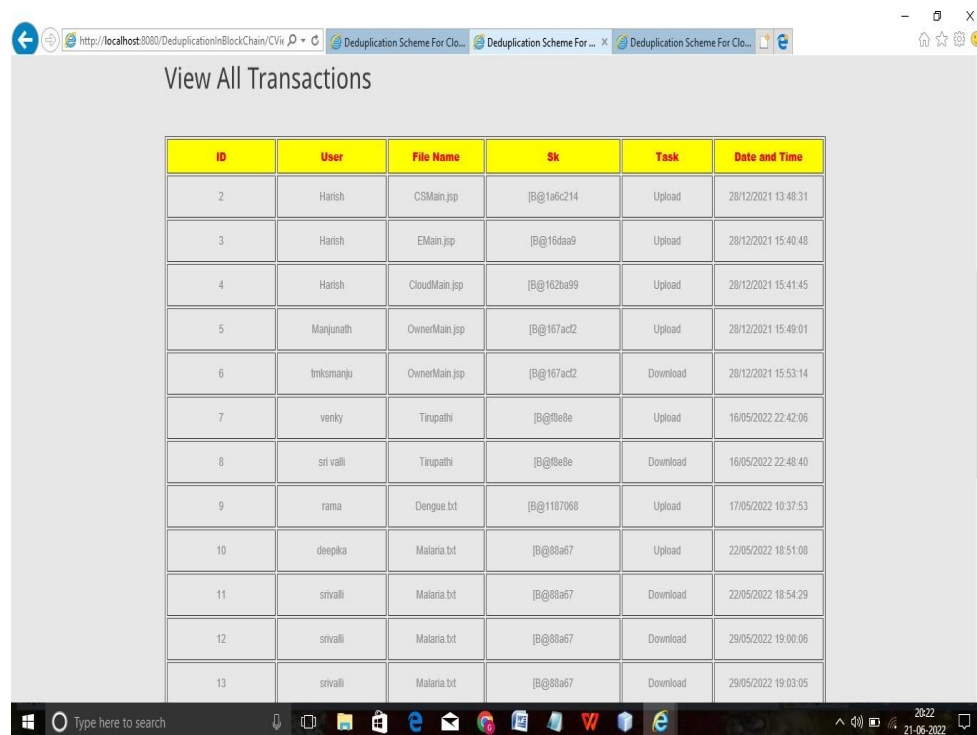 http://localhost:8080/DeduplicationInBlockChain/CVie
Deduplication Scheme For Clo...
Deduplication Scheme For ...
Deduplication Scheme For Clo...
View All Transactions
ID User File Name Sk Task Date and Time
2 Harish CSMain.jsp [B@1a6c214 Upload 28/12/2021 13:48:31
3 Harish EMain.jsp [B@16daa9 Upload 28/12/2021 15:40:48
4 Harish CloudMain.jsp [B@162ba99 Upload 28/12/2021 15:41:45
5 Manjunath OwnerMain.jsp [B@167acf2 Upload 28/12/2021 15:49:01
6 tmksmanju OwnerMain.jsp [B@167acf2 Download 28/12/2021 15:53:14
7 venky Tirupathi [B@f8e8e Upload 16/05/2022 22:42:06
8 sri valli Tirupathi [B@f8e8e Download 16/05/2022 22:48:40
9 rama Dengue.txt [B@1187068 Upload 17/05/2022 10:37:53
10 deepika Malaria.txt [B@88a67 Upload 22/05/2022 18:51:08
11 srivalli Malaria.txt [B@88a67 Download 22/05/2022 18:54:29
12 srivalli Malaria.txt [B@88a67 Download 29/05/2022 19:00:06
13 srivalli Malaria.txt [B@88a67 Download 29/05/2022 19:03:05
Type here to search
20:22
21-06-2022